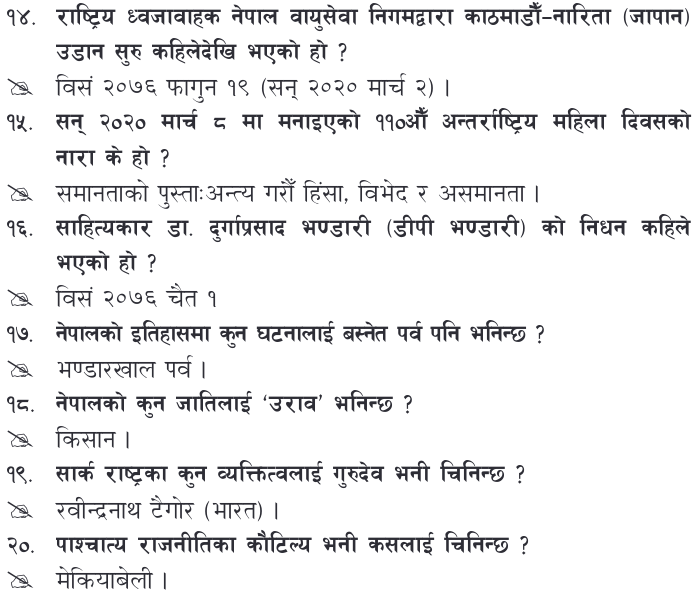 १४. राष्ट्रिय ध्वजावाहक नेपाल वायुसेवा निगमद्वारा काठमाडौँ–नारिता (जापान)
उडान सुरु कहिलेदेखि भएको हो ?
विसं २०७६ फागुन १९ (सन् २०२० मार्च २) ।
१५. सन् २०२० मार्च ८ मा मनाइएको ११०औँ अन्तर्राष्ट्रिय महिला दिवसको
नारा के हो ?
समानताको पुस्ताःअन्त्य गरौँ हिंसा, विभेद र असमानता ।
१६. साहित्यकार डा. दुर्गाप्रसाद भण्डारी (डीपी भण्डारी) को निधन कहिले
भएको हो ?
विसं २०७६ चैत १
१७. नेपालको इतिहासमा कुन घटनालाई बस्नेत पर्व पनि भनिन्छ ?
भण्डारखाल पर्व ।
१८. नेपालको कुन जातिलाई ‘उराव’ भनिन्छ ?
किसान ।
१९. सार्क राष्ट्रका कुन व्यक्तित्वलाई गुरुदेव भनी चिनिन्छ ?
रवीन्द्रनाथ टैगोर (भारत) ।
२०. पाश्चात्य राजनीतिका कौटिल्य भनी कसलाई चिनिन्छ ?
मेकियाबेली ।